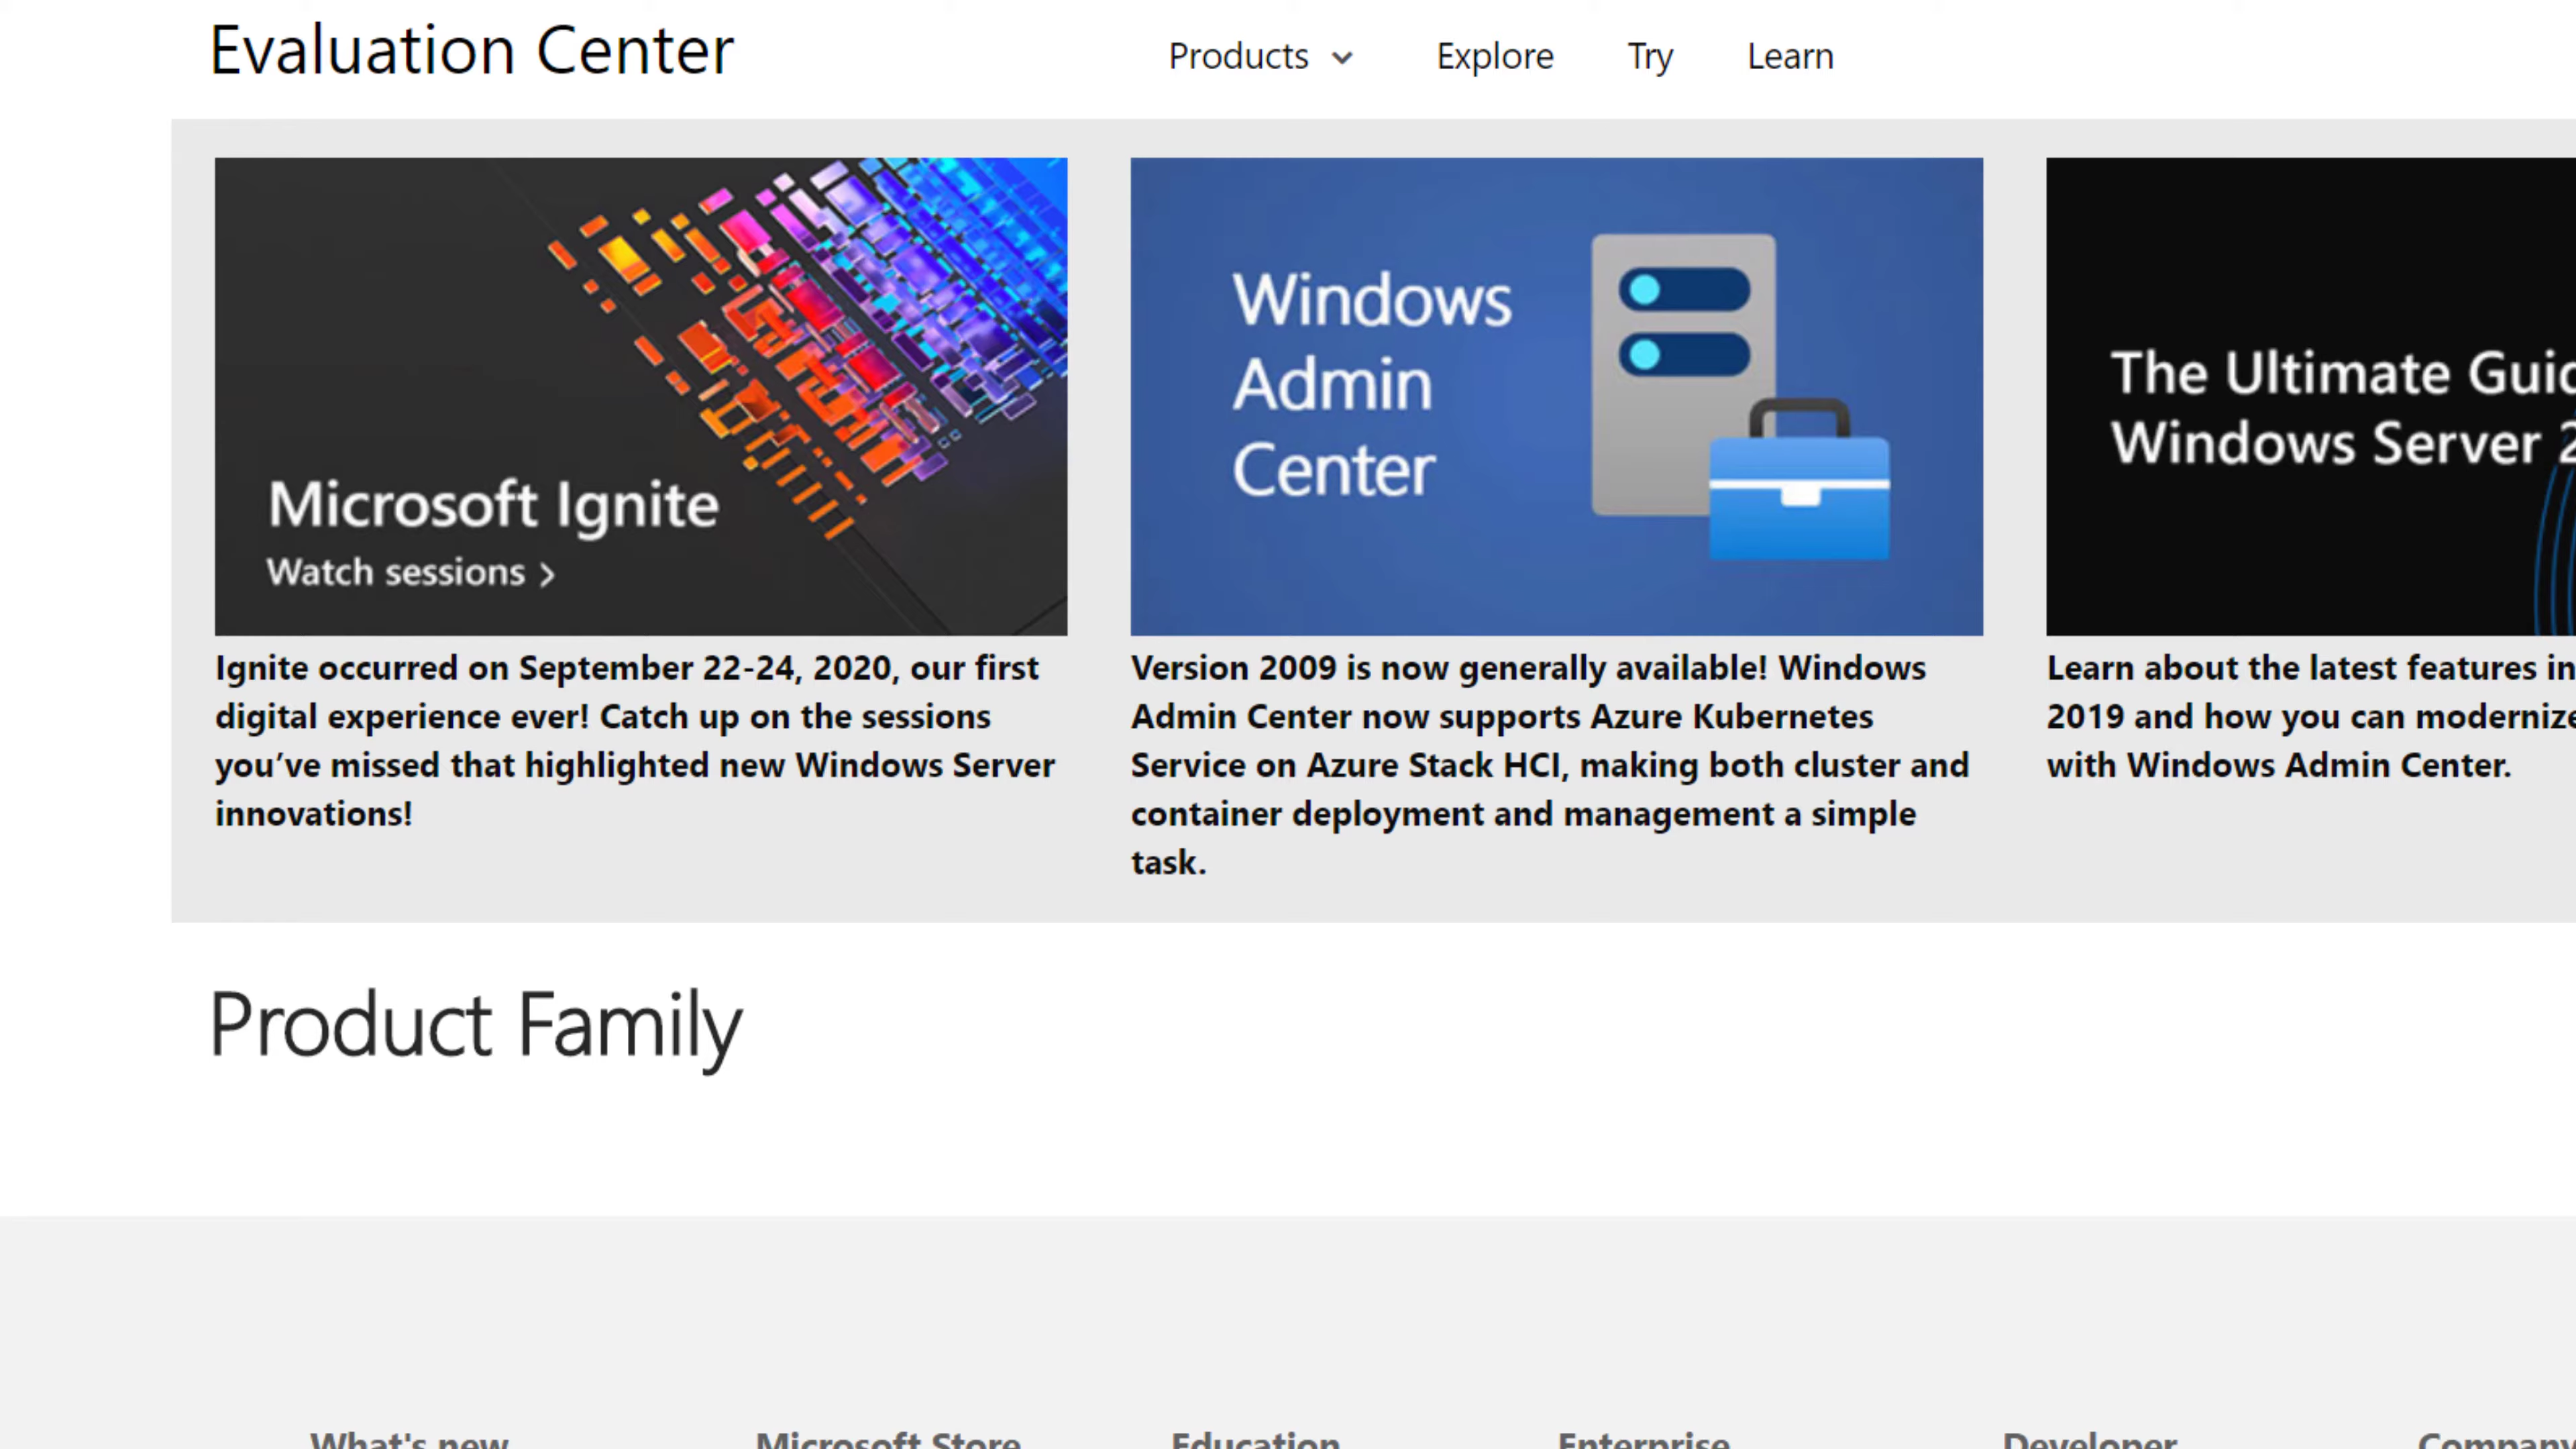 Evaluation Center
Products
Explore
Try
Learn
Microsoft Ignite
Watch sessions >
Ignite occurred on September 22-24, 2020, our first
digital experience ever! Catch up on the sessions
you’ve missed that highlighted new Windows Server
innovations!
Windows
Admin
Center
Version 2009 is now generally available! Windows
Admin Center now supports Azure Kubernetes
Service on Azure Stack HCI, making both cluster and
container deployment and management a simple
task.
The Ultimate
Windows Server 2
Learn about the latest features in
2019 and how you can modernize
with Windows Admin Center.
Product Family
What's new
Microsoft Store
Education
Enterprise
Developer
Company